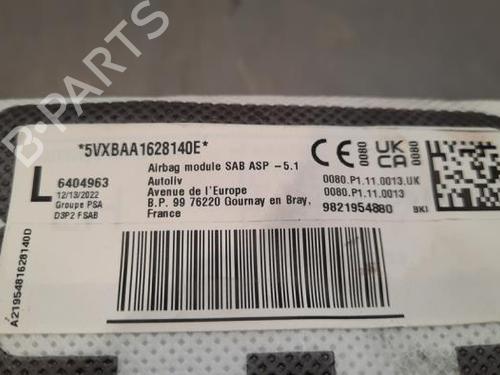 *5VXBAA1628140E*
L
6404963
12/13/2022
Groupe PSA
D3P2 FSAB
Airbag module SAB ASP -5.1
Autoliv
Avenue de l'Europe
B.P. 99 76220 Gournay en Bray,
France
CE 0080
UK CA 0080
0080.P1.11.0013.UK
0080.P1.11.0013
9821954880 BKI
A2195481628140D
B-PARTS